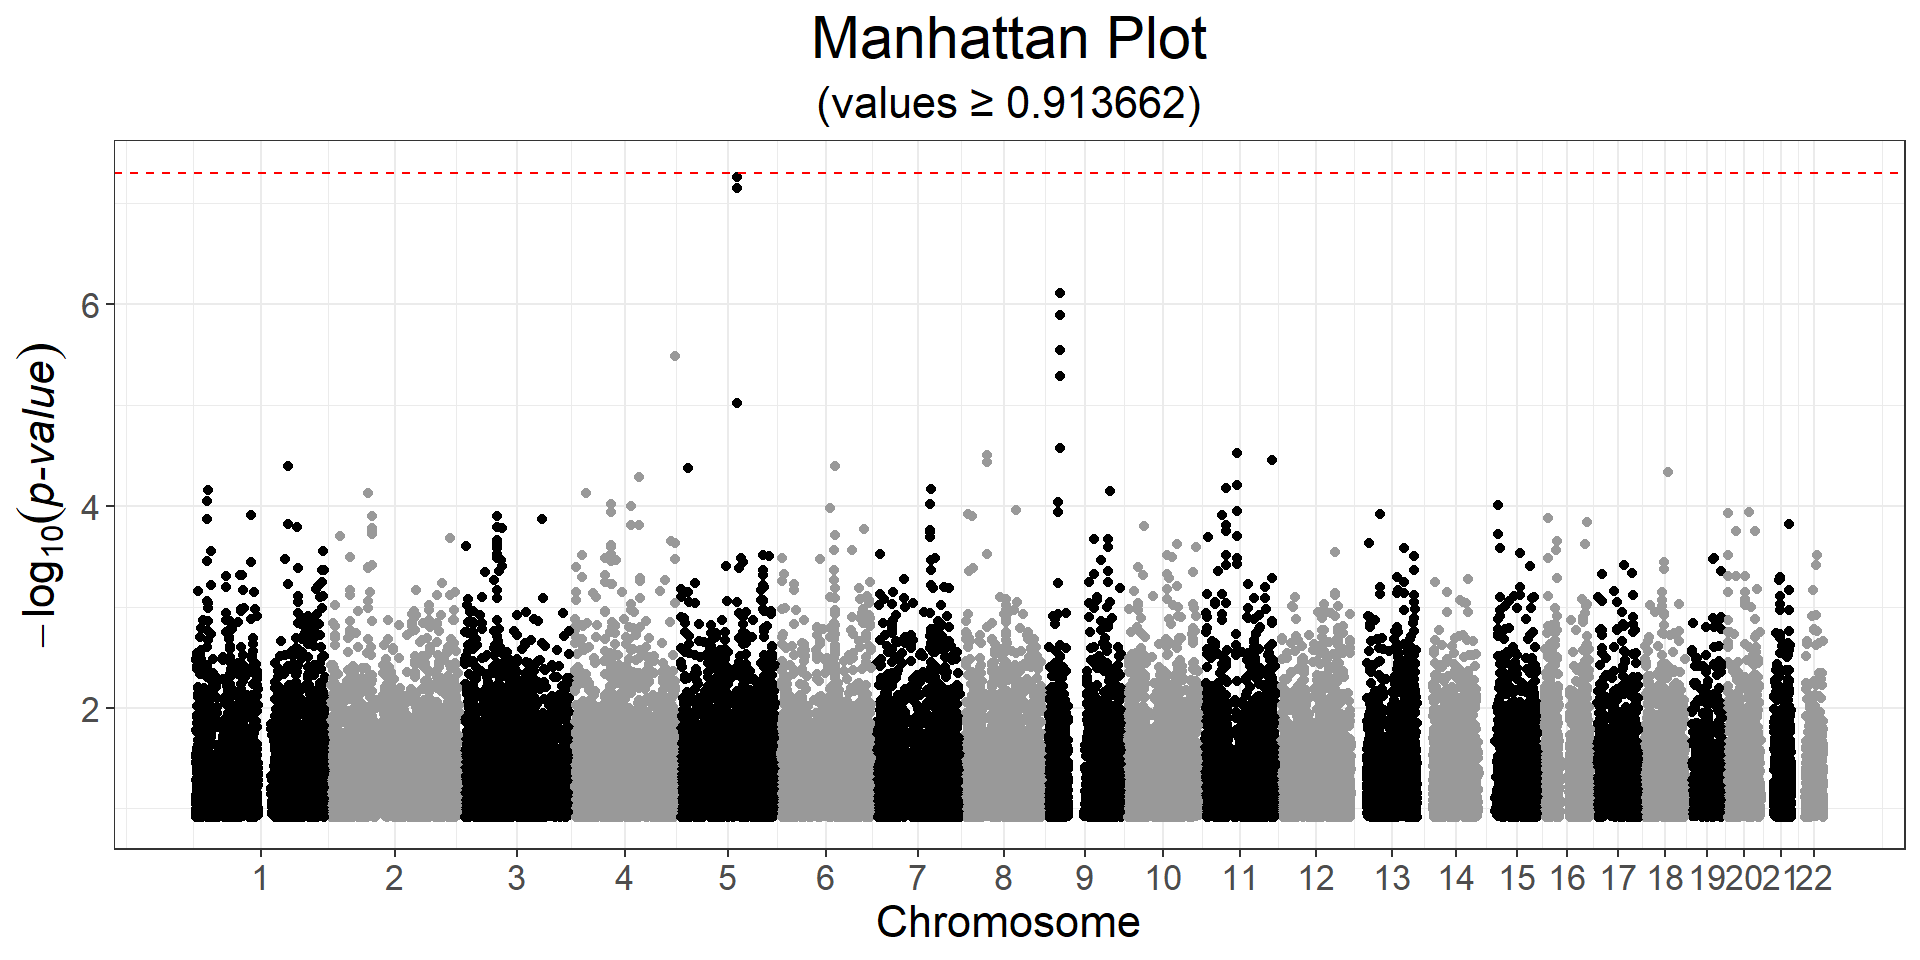 Manhattan Plot
(values ≥ 0.913662)
−log10(p-value)
6
4
2
1 2 3 4 5 6 7 8 9 10 11 12 13 14 15 16 17 18 19 20 21 22
Chromosome